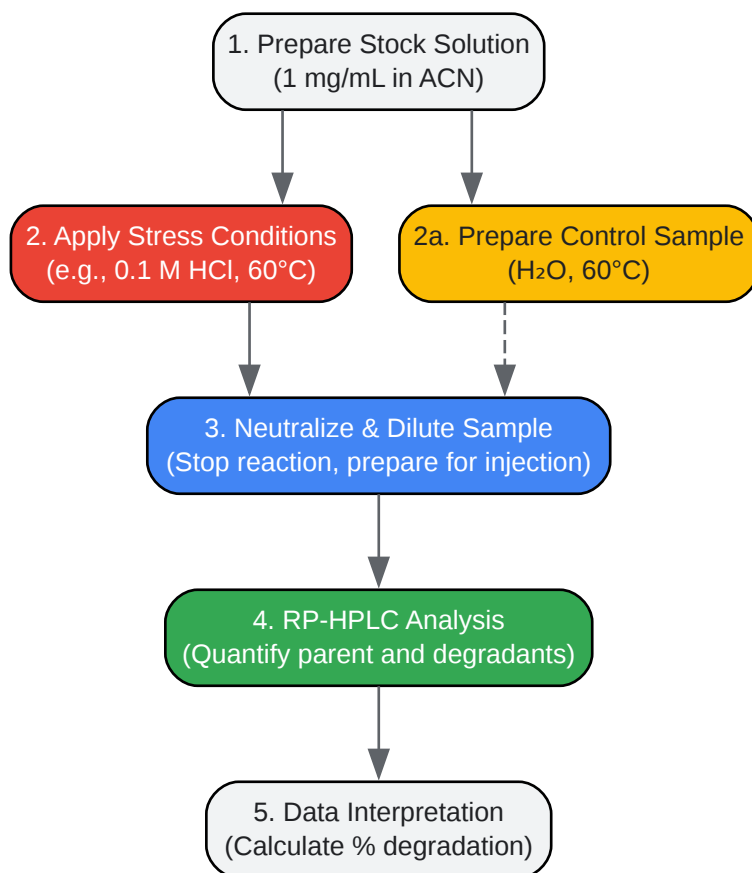 1. Prepare Stock Solution
(1 mg/mL in ACN)
2. Apply Stress Conditions
(e.g., 0.1 M HCl, 60°C)
2a. Prepare Control Sample
(H₂O, 60°C)
3. Neutralize & Dilute Sample
(Stop reaction, prepare for injection)
4. RP-HPLC Analysis
(Quantify parent and degradants)
5. Data Interpretation
(Calculate % degradation)